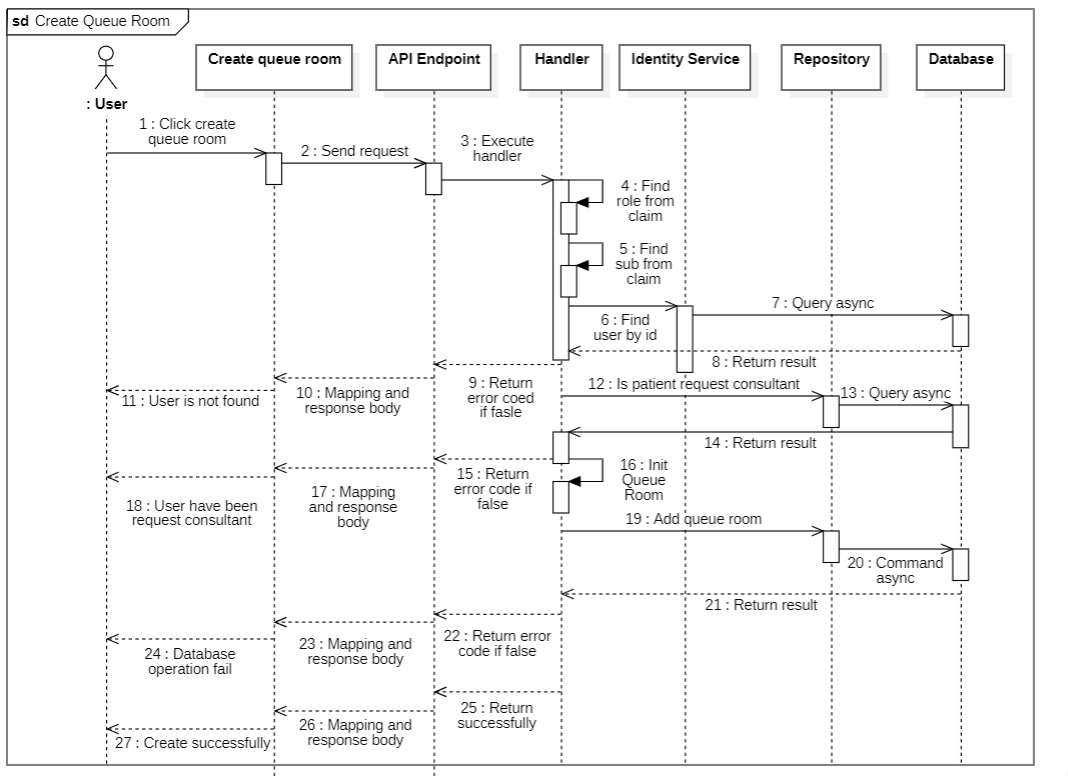 sd Create Queue Room
: User
Create queue room
API Endpoint
Handler
Identity Service
Repository
Database
1 : Click create
queue room
2 : Send request
3 : Execute
handler
4 : Find
role from
claim
5 : Find
sub from
claim
6 : Find
user by id
7 : Query async
8 : Return result
9 : Return
error coed
if fasle
10 : Mapping and
response body
11 : User is not found
12 : Is patient request consultant
13 : Query async
14 : Return result
15 : Return
error code if
false
16 : Init
Queue
Room
17 : Mapping
and response
body
18 : User have been
request consultant
19 : Add queue room
20 : Command
async
21 : Return result
22 : Return error
code if false
23 : Mapping and
response body
24 : Database
operation fail
25 : Return
successfully
26 : Mapping and
response body
27 : Create successfully